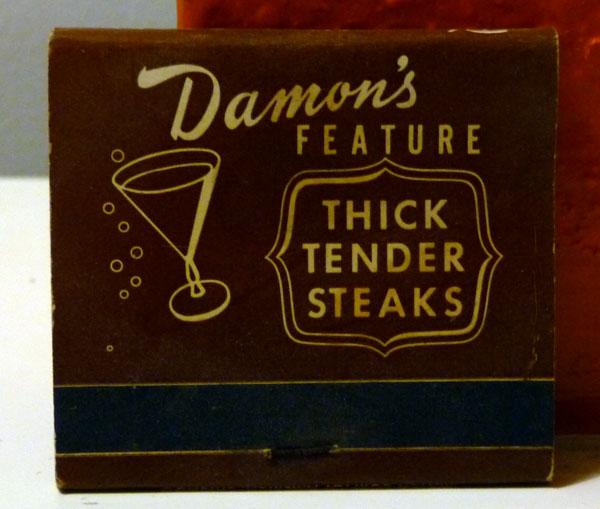 Damon's
FEATURE
THICK
TENDER
STEAKS